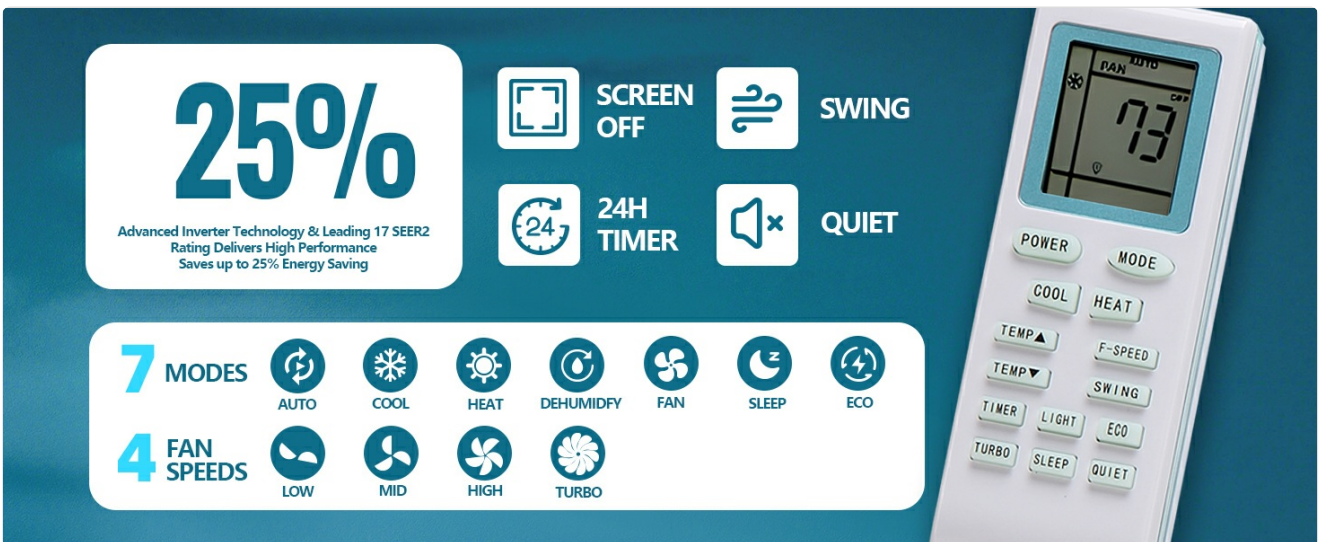 25%
Advanced Inverter Technology & Leading 17 SEER2
Rating Delivers High Performance
Saves up to 25% Energy Saving
SCREEN
OFF
SWING
24H
TIMER
24
QUIET
7 MODES
AUTO
COOL
HEAT
DEHUMIDFY
FAN
SLEEP
ECO
4 FAN
SPEEDS
LOW
MID
HIGH
TURBO
FAN AUTO
73
POWER
MODE
COOL
HEAT
TEMP▲
F-SPEED
TEMP▼
SWING
TIMER
LIGHT
ECO
TURBO
SLEEP
QUIET